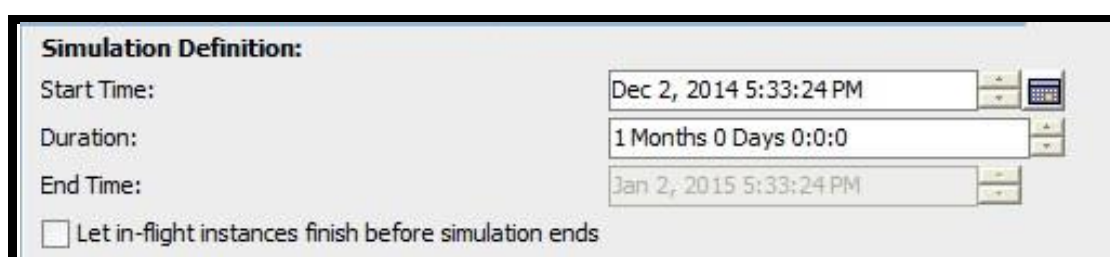 Simulation Definition:
Start Time: Dec 2, 2014 5:33:24 PM
Duration: 1 Months 0 Days 0:0:0
End Time: Jan 2, 2015 5:33:24 PM
Let in-flight instances finish before simulation ends